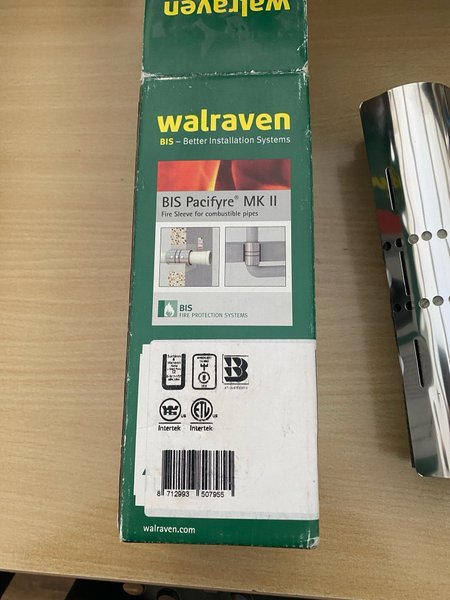 walraven
walraven
BIS – Better Installation Systems
BIS Pacifyre® MK II
Fire Sleeve for combustible pipes
BIS
FIRE PROTECTION SYSTEMS
Intertek
ETL
Intertek
8 712993 507955
walraven.com